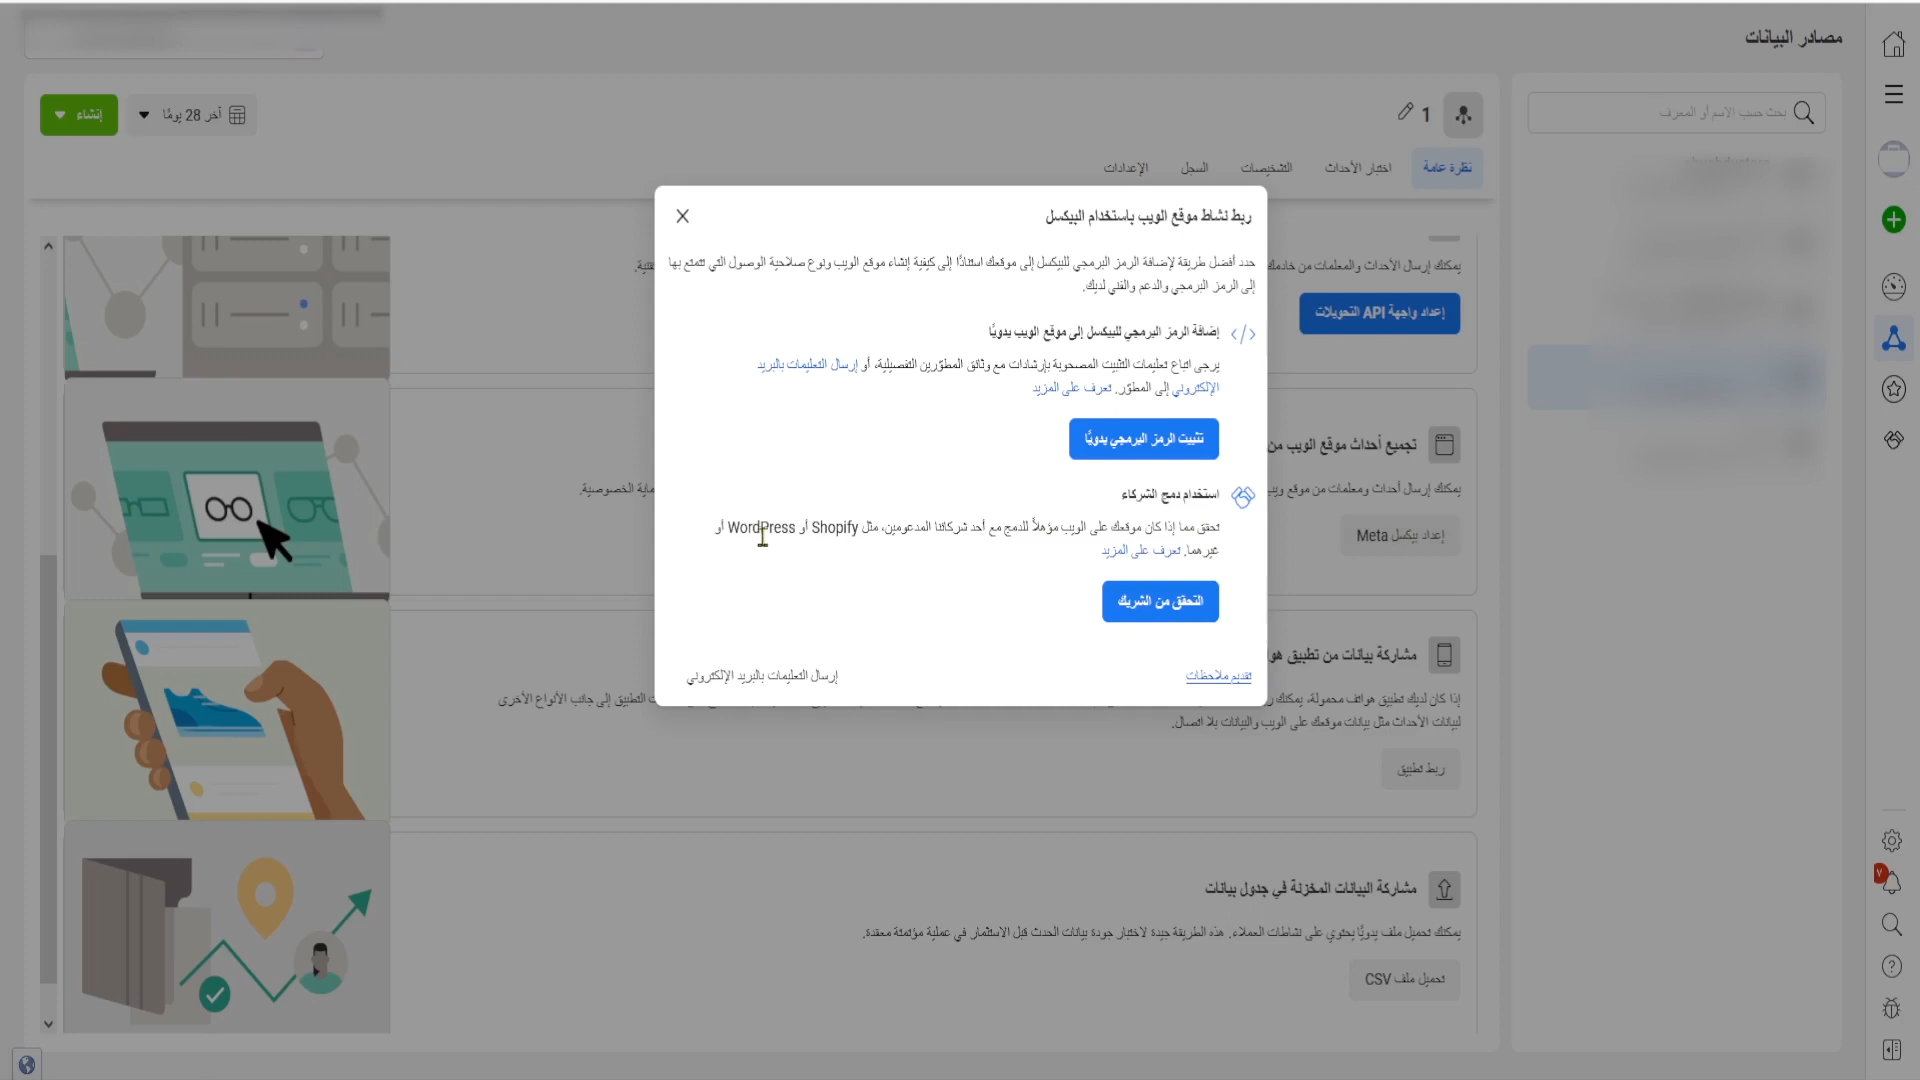 مصادر البيانات
بحث حسب الاسم أو المعرف
1
آخر 28 يومًا
إنشاء
نظرة عامة
اختبار الأحداث
التشخيصات
السجل
الإعدادات
يمكنك إرسال الأحداث والمعلمات من خادمك
إعداد واجهة API التحويلات
تجميع أحداث موقع الويب من
يمكنك إرسال أحداث ومعلمات من موقع ويب
ماية الخصوصية.
إعداد بيكسل Meta
مشاركة بيانات من تطبيق هوا
إذا كان لديك تطبيق هواتف محمولة، يمكنك ر
ت التطبيق إلى جانب الأنواع الأخرى
لبيانات الأحداث مثل بيانات موقعك على الويب والبيانات بلا اتصال.
ربط تطبيق
مشاركة البيانات المخزنة في جدول بيانات
يمكنك تحميل ملف يدويًا يحتوي على نشاطات العملاء. هذه الطريقة جيدة لاختبار جودة بيانات الحدث قبل الاستثمار في عملية مؤتمتة معقدة.
تحميل ملف CSV
ربط نشاط موقع الويب باستخدام البيكسل
حدد أفضل طريقة لإضافة الرمز البرمجي للبيكسل إلى موقعك استنادًا إلى كيفية إنشاء موقع الويب ونوع صلاحية الوصول التي تتمتع بها
إلى الرمز البرمجي والدعم والفني لديك.
إضافة الرمز البرمجي للبيكسل إلى موقع الويب يدويًا
يرجى اتباع تعليمات التثبيت المصحوبة بإرشادات مع وثائق المطوّرين التفصيلية، أو إرسال التعليمات بالبريد
الإلكتروني إلى المطوّر. تعرف على المزيد
تثبيت الرمز البرمجي يدويًا
استخدام دمج الشركاء
تحقق مما إذا كان موقعك على الويب مؤهلاً للدمج مع أحد شركائنا المدعومين، مثل Shopify أو WordPress أو
غيرهما. تعرف على المزيد
التحقق من الشريك
تقديم ملاحظات
إرسال التعليمات بالبريد الإلكتروني
٧